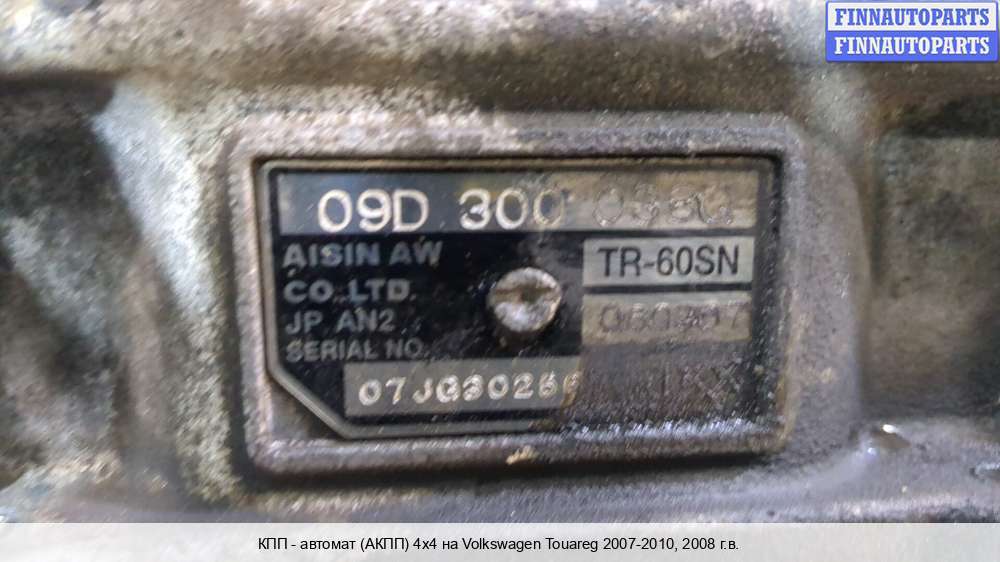 FINNAUTOPARTS
FINNAUTOPARTS
09D 300
AISIN AW
CO.,LTD.
TR-60SN
JP AN2
SERIAL NO.
КПП - автомат (АКПП) 4x4 на Volkswagen Touareg 2007-2010, 2008 г.в.